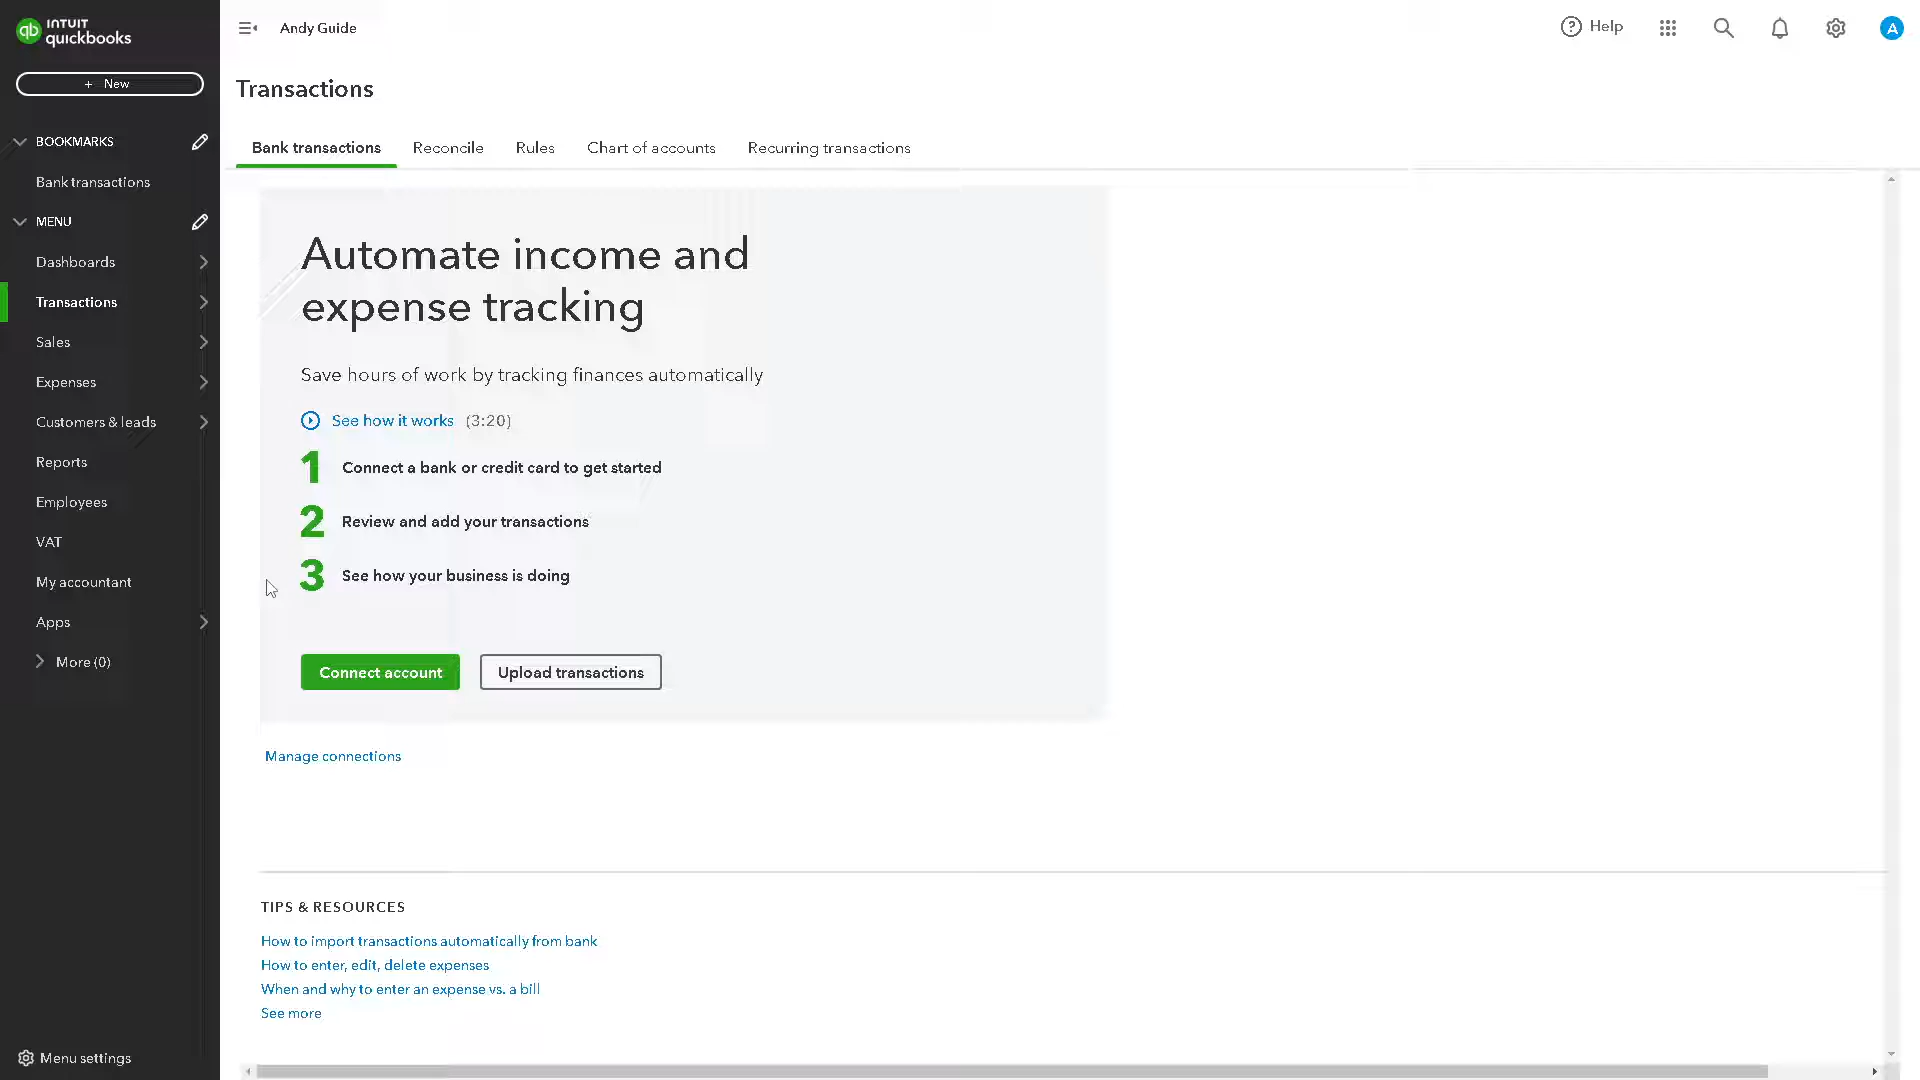 INTUIT
qb quickbooks
Andy Guide
? Help
A
+ New
Transactions
BOOKMARKS
Bank transactions
MENU
Dashboards
Transactions
Sales
Expenses
Customers & leads
Reports
Employees
VAT
My accountant
Apps
More (0)
Menu settings
Bank transactions Reconcile Rules Chart of accounts Recurring transactions
Automate income and
expense tracking
Save hours of work by tracking finances automatically
See how it works (3:20)
1 Connect a bank or credit card to get started
2 Review and add your transactions
3 See how your business is doing
Connect account Upload transactions
Manage connections
TIPS & RESOURCES
How to import transactions automatically from bank
How to enter, edit, delete expenses
When and why to enter an expense vs. a bill
See more